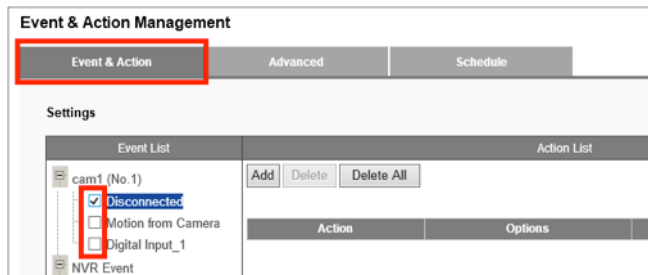 Event & Action Management
Event & Action Advanced Schedule
Settings
Event List Action List
cam1 (No.1) Add Delete Delete All
Disconnected
Motion from Camera Action Options
Digital Input_1
NVR Event